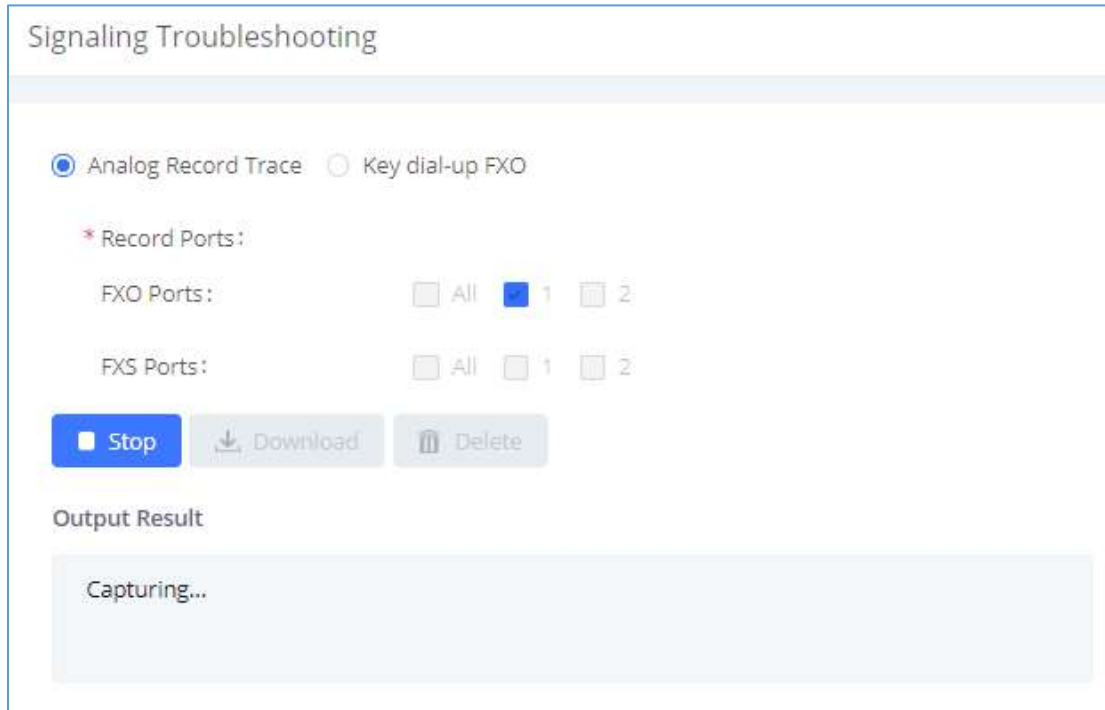 Signaling Troubleshooting
Analog Record Trace Key dial-up FXO
* Record Ports:
FXO Ports: All 1 2
FXS Ports: All 1 2
Stop Download Delete
Output Result
Capturing...